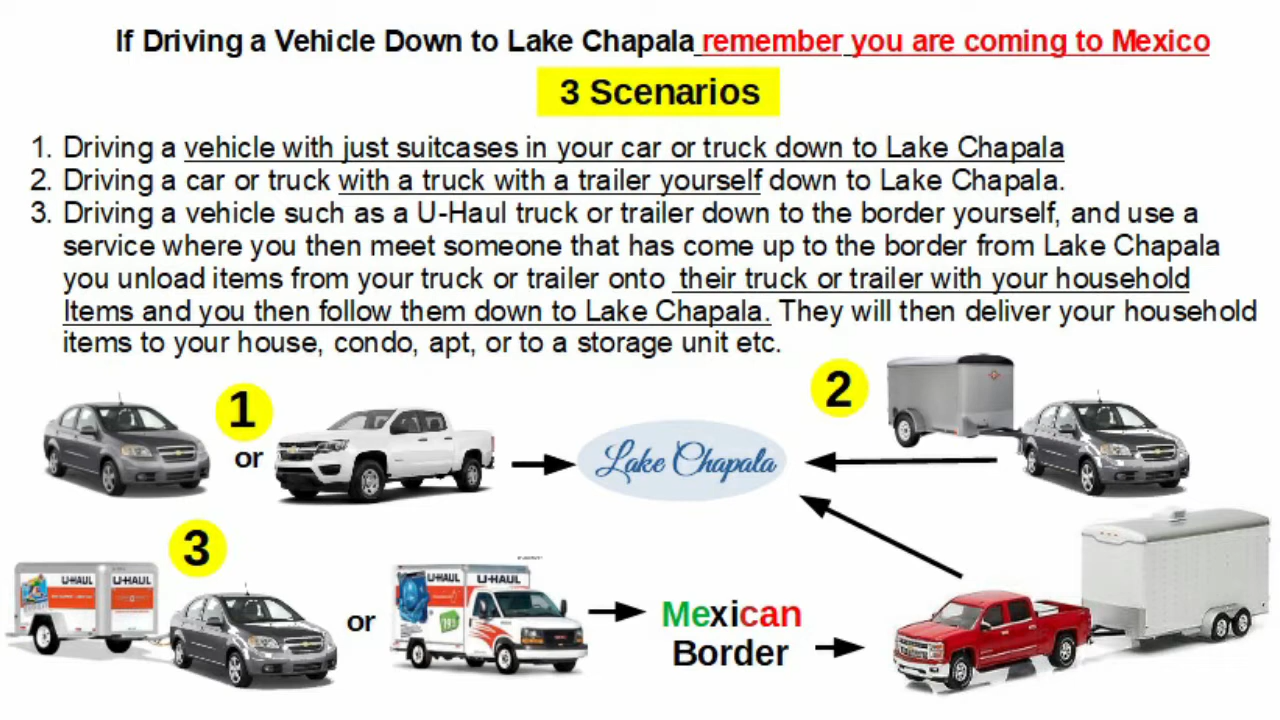 If Driving a Vehicle Down to Lake Chapala remember you are coming to Mexico
3 Scenarios
1. Driving a vehicle with just suitcases in your car or truck down to Lake Chapala
2. Driving a car or truck with a truck with a trailer yourself down to Lake Chapala.
3. Driving a vehicle such as a U-Haul truck or trailer down to the border yourself, and use a
service where you then meet someone that has come up to the border from Lake Chapala
you unload items from your truck or trailer onto their truck or trailer with your household
Items and you then follow them down to Lake Chapala. They will then deliver your household
items to your house, condo, apt, or to a storage unit etc.
1
or
2
Lake Chapala
3
U-HAUL
U-HAUL
or
U-HAUL
U-HAUL
Mexican
Border